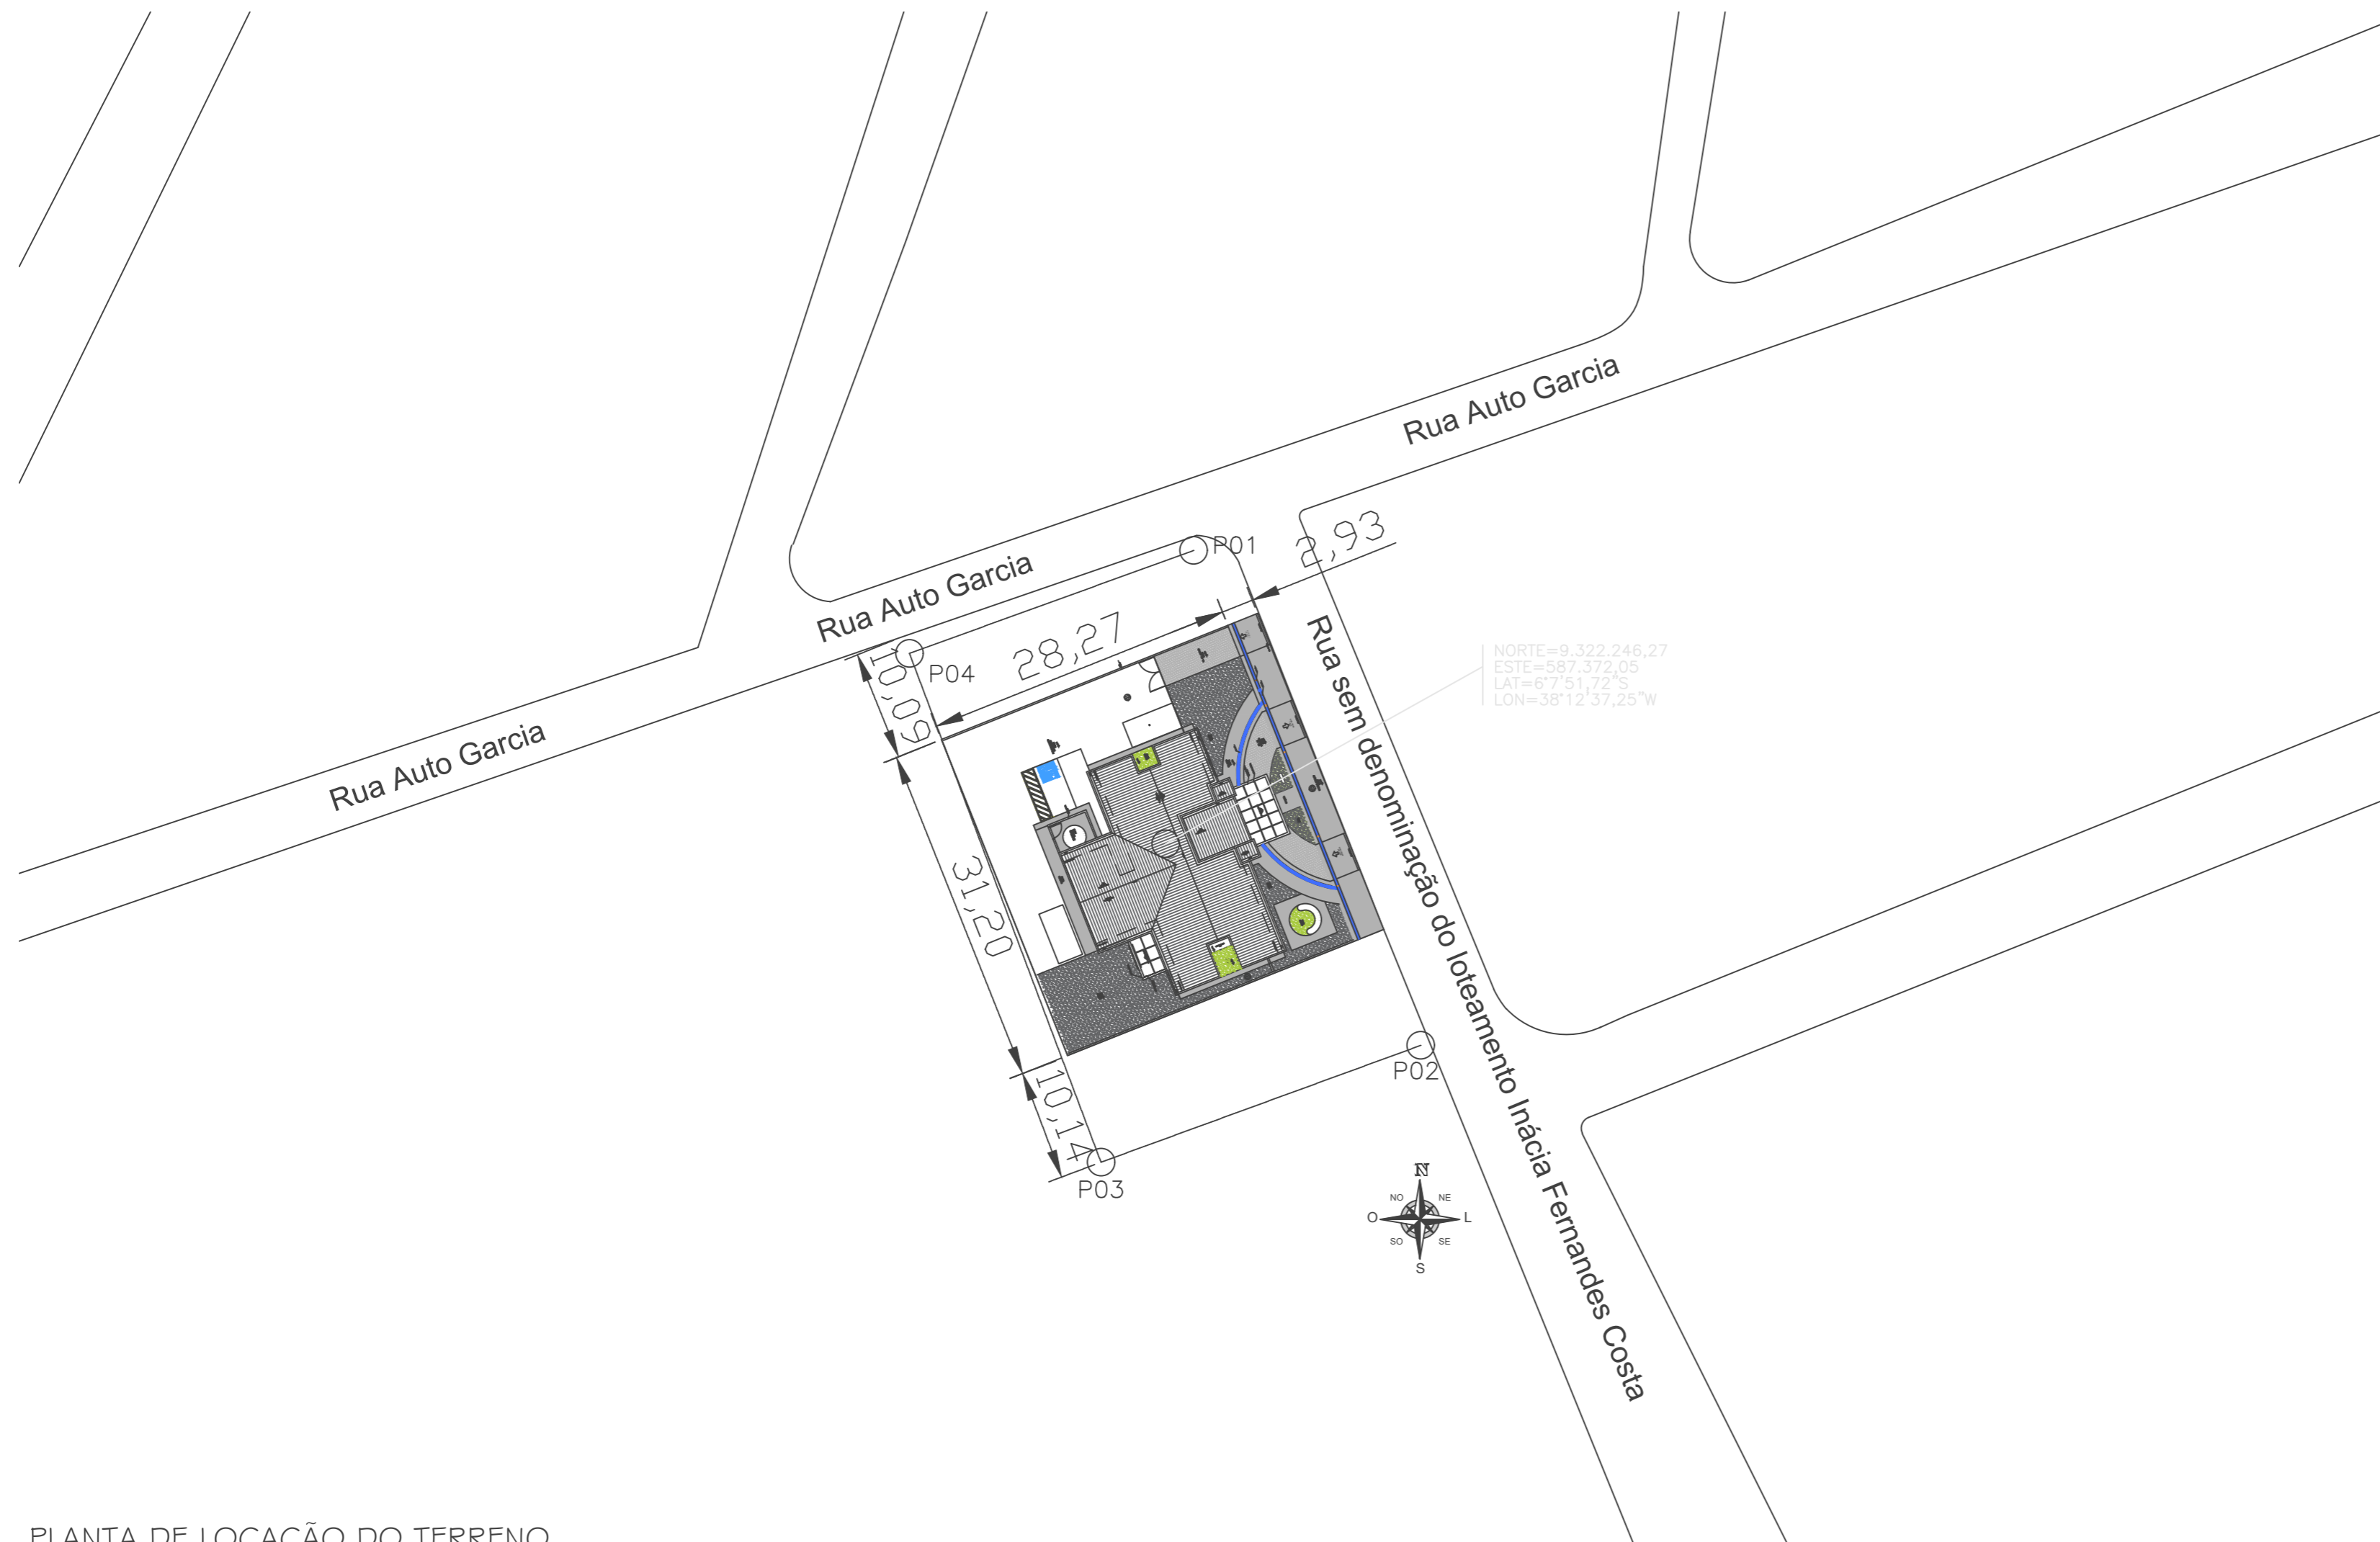 Rua Auto Garcia
P01
2,93
Rua Auto Garcia
10,09
P04
28,27
Rua sem denominação do loteamento Inácia Fernandes Costa
NORTE=9.322.246,27
ESTE=587.372,05
LAT=6°7'51,72"S
LON=38°12'37,25"W
Rua Auto Garcia
31,20
10,14
P02
P03
N
NO
NE
O
L
SO
SE
S
PLANTA DE LOCAÇÃO DO TERRENO